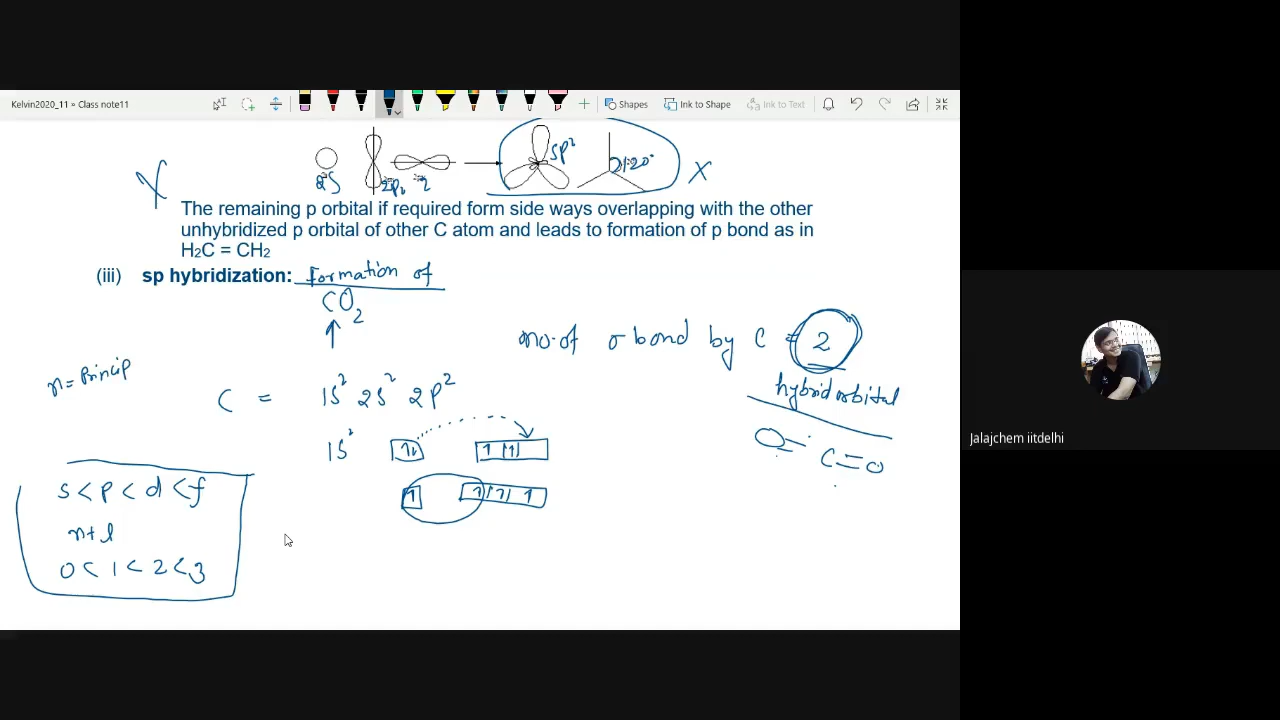 Kelvin2020_11 » Class note11
Shapes
Ink to Shape
Ink to Text
2S
sp²
120°
X
The remaining p orbital if required form side ways overlapping with the other
unhybridized p orbital of other C atom and leads to formation of p bond as in
H₂C = CH₂
(iii) sp hybridization: Formation of
CO₂
↑
no. of σ bond by C = 2
hybrid orbital
n = Princip
C = 1S² 2S² 2P²
1S² ↑↓ ↑ ↑
↑ ↑ ↑ ↑
O = C = O
s < p < d < f
n+l
0 < 1 < 2 < 3
Jalajchem iitdelhi